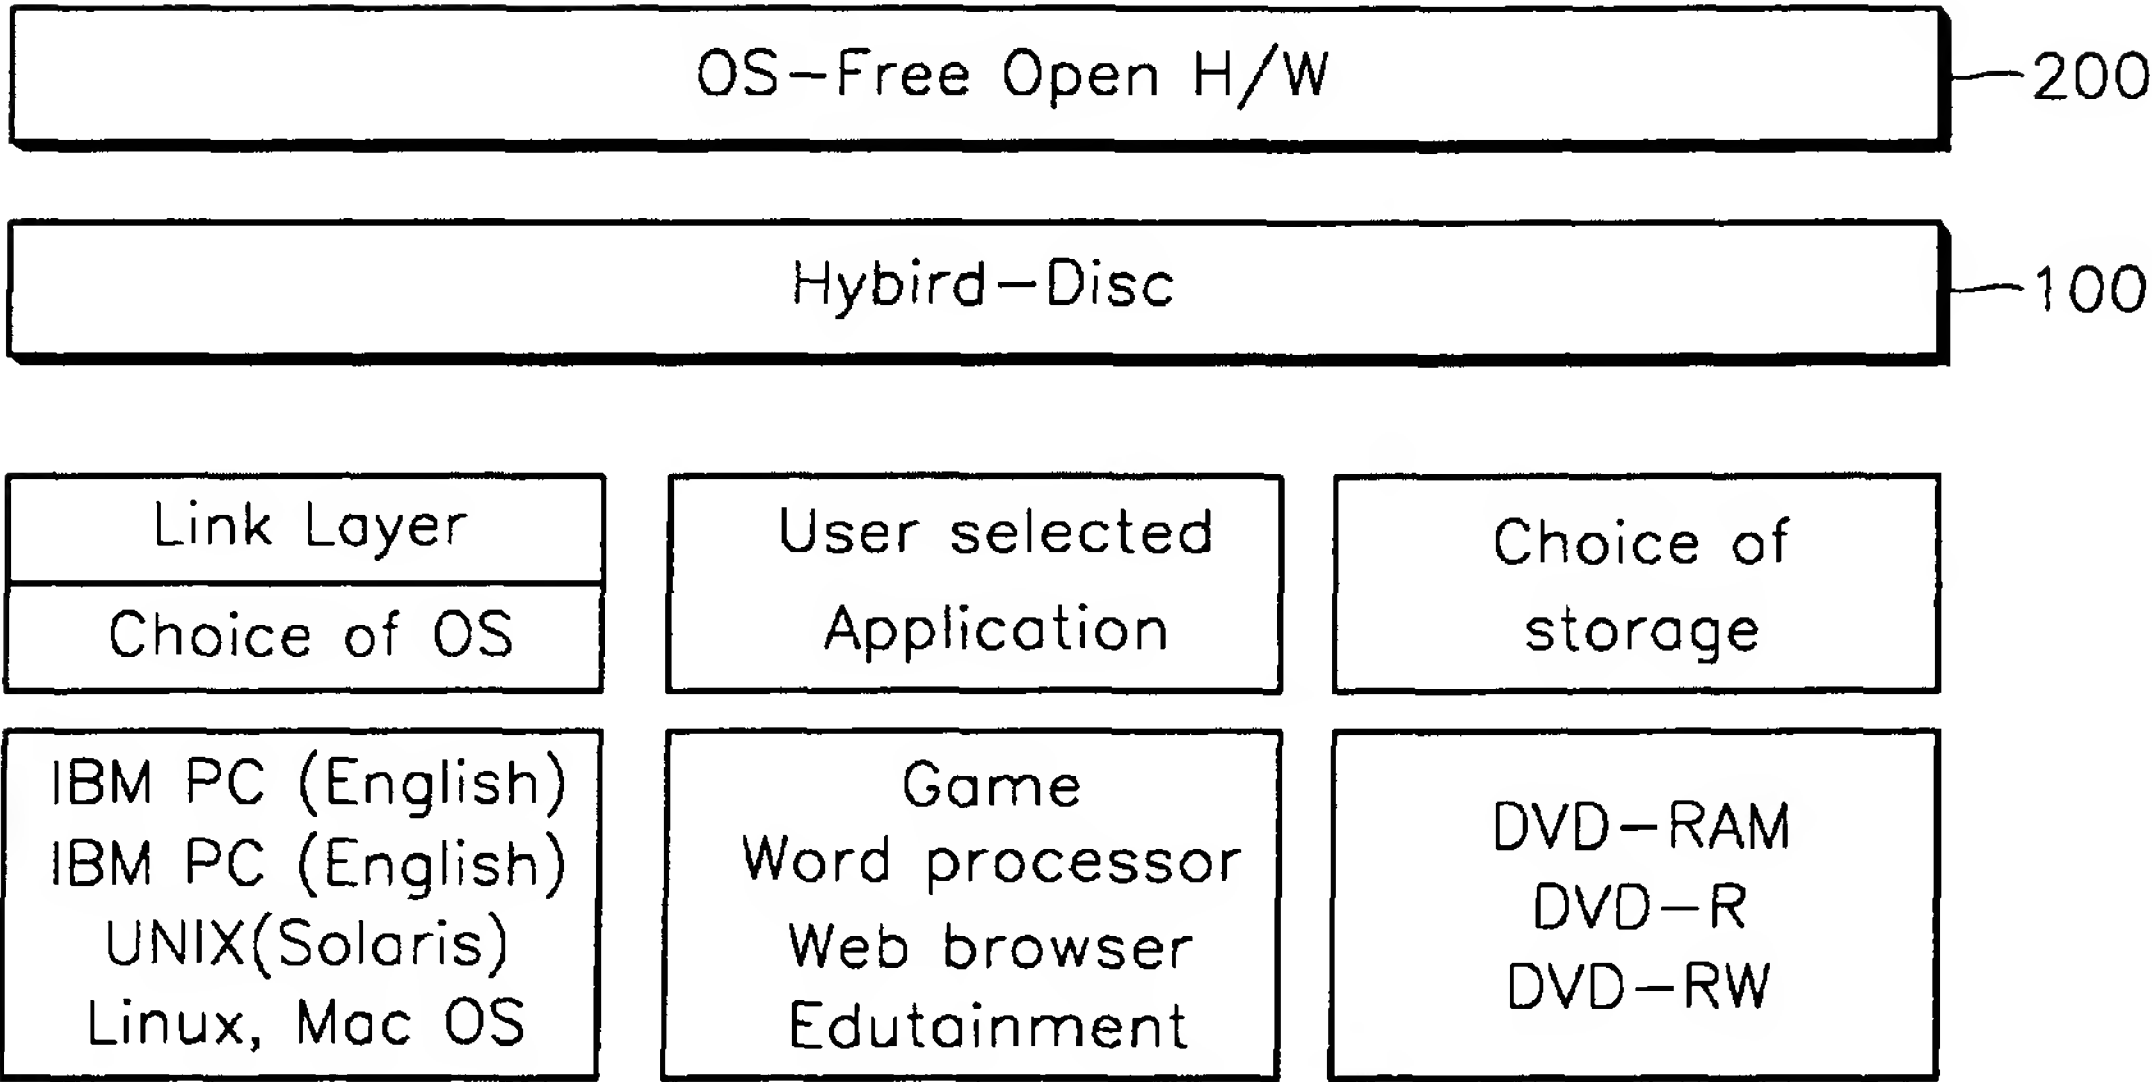 OS-Free Open H/W
200
Hybird-Disc
100
Link Layer
Choice of OS
User selected
Application
Choice of
storage
IBM PC (English)
IBM PC (English)
UNIX(Solaris)
Linux, Mac OS
Game
Word processor
Web browser
Edutainment
DVD-RAM
DVD-R
DVD-RW